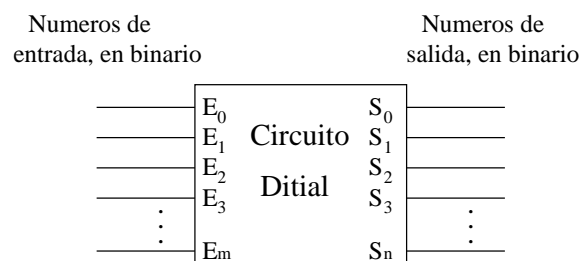 Numeros de
entrada, en binario
Numeros de
salida, en binario
E0 S0
E1 Circuito S1
E2 Ditial S2
E3 S3
Em Sn